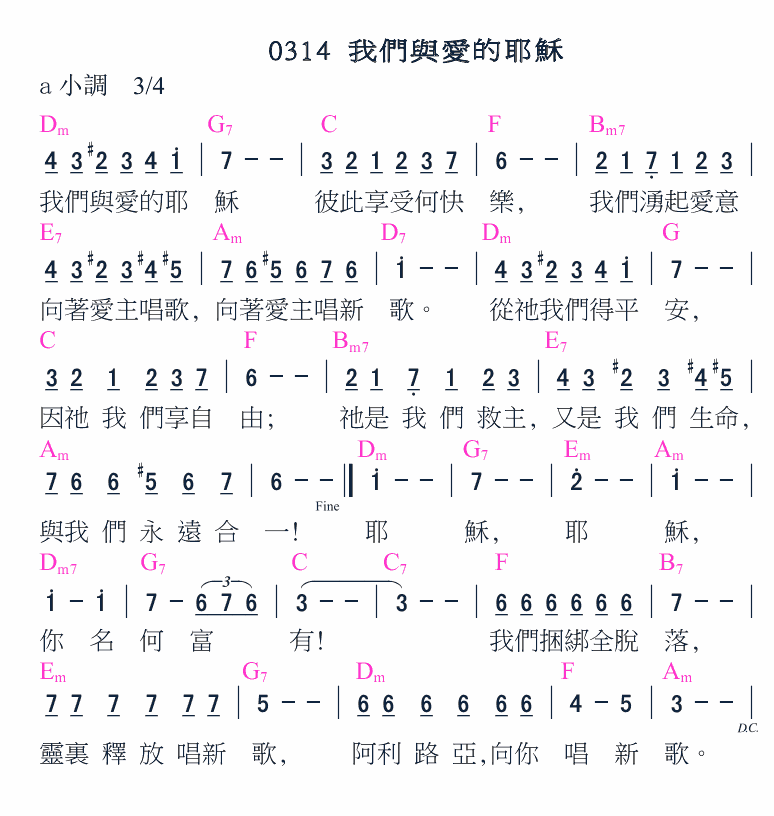 0314 我們與愛的耶穌
a 小調 3/4
Dm G7 C F Bm7
4 3 #2 3 4 i | 7 - - | 3 2 1 2 3 7 | 6 - - | 2 1 7 1 2 3 |
我們與愛的耶 穌 彼此享受何快 樂, 我們湧起愛意
E7 Am D7 Dm G
4 3 #2 3 #4 #5 | 7 6 #5 6 7 6 | i - - | 4 3 #2 3 4 i | 7 - - |
向著愛主唱歌, 向著愛主唱新 歌。 從祂我們得平 安,
C F Bm7 E7
3 2 1 2 3 7 | 6 - - | 2 1 7 1 2 3 | 4 3 #2 3 #4 #5 |
因祂 我 們享自 由; 祂是 我 們 救主, 又是 我 們 生命,
Am Dm G7 Em Am
7 6 6 #5 6 7 | 6 - - || i - - | 7 - - | 2 - - | i - - |
Fine
與我 們 永 遠 合 一! 耶 穌, 耶 穌,
Dm7 G7 C C7 F B7
i - i | 7 - 6 7 6 | 3 - - | 3 - - | 6 6 6 6 6 6 | 7 - - |
3
你 名 何 富 有! 我們捆綁全脫 落,
Em G7 Dm F Am
7 7 7 7 7 7 | 5 - - | 6 6 6 6 6 6 | 4 - 5 | 3 - - |
D.C.
靈裏 釋 放 唱新 歌, 阿利 路 亞,向你 唱 新 歌。